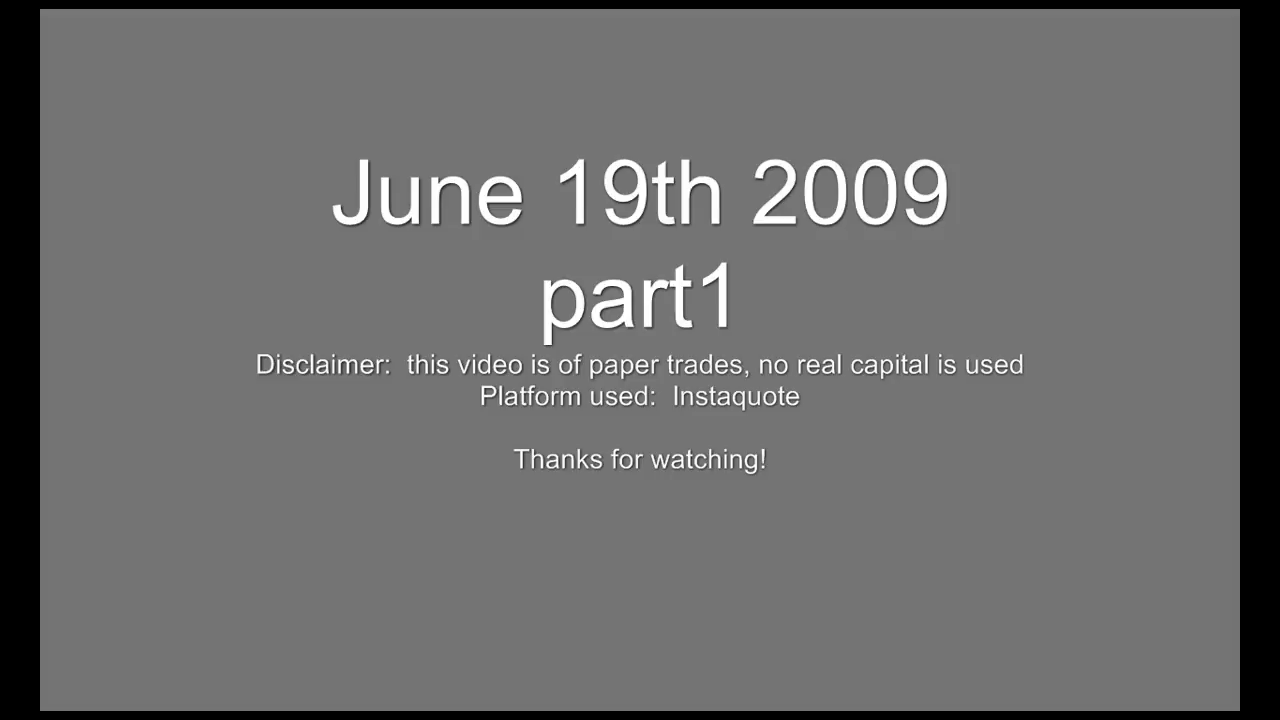 June 19th 2009
part1
Disclaimer:  this video is of paper trades, no real capital is used
Platform used:  Instaquote
Thanks for watching!